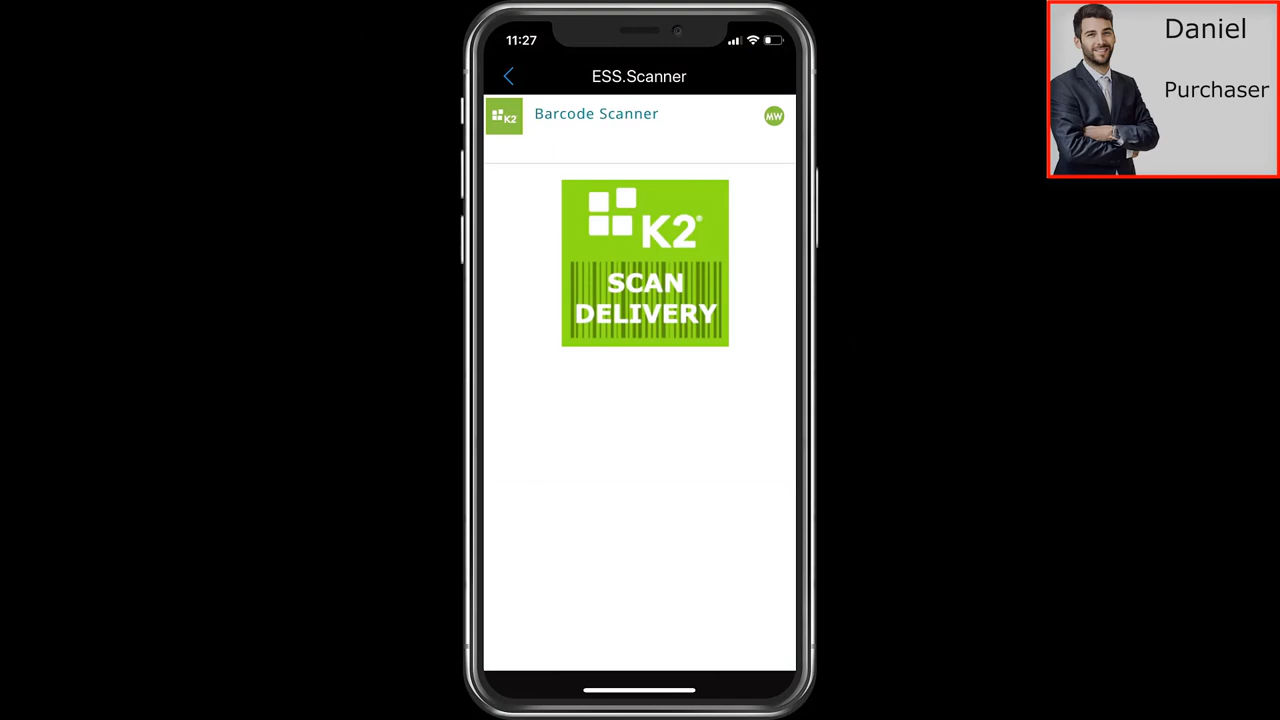 11:27
ESS.Scanner
K2
Barcode Scanner
MW
K2®
SCAN
DELIVERY
Daniel
Purchaser